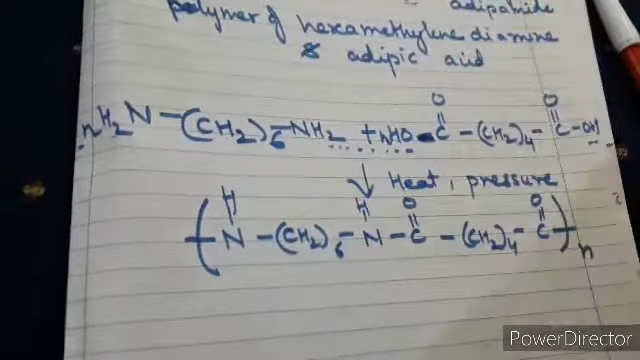 adipamide
polymer of hexamethylene diamine
& adipic acid
O O
nH₂N-(CH₂)₆-NH₂ + nHO-C-(CH₂)₄-C-OH
↓ Heat, pressure
H H O O
(-N-(CH₂)₆-N-C-(CH₂)₄-C-)n
PowerDirector